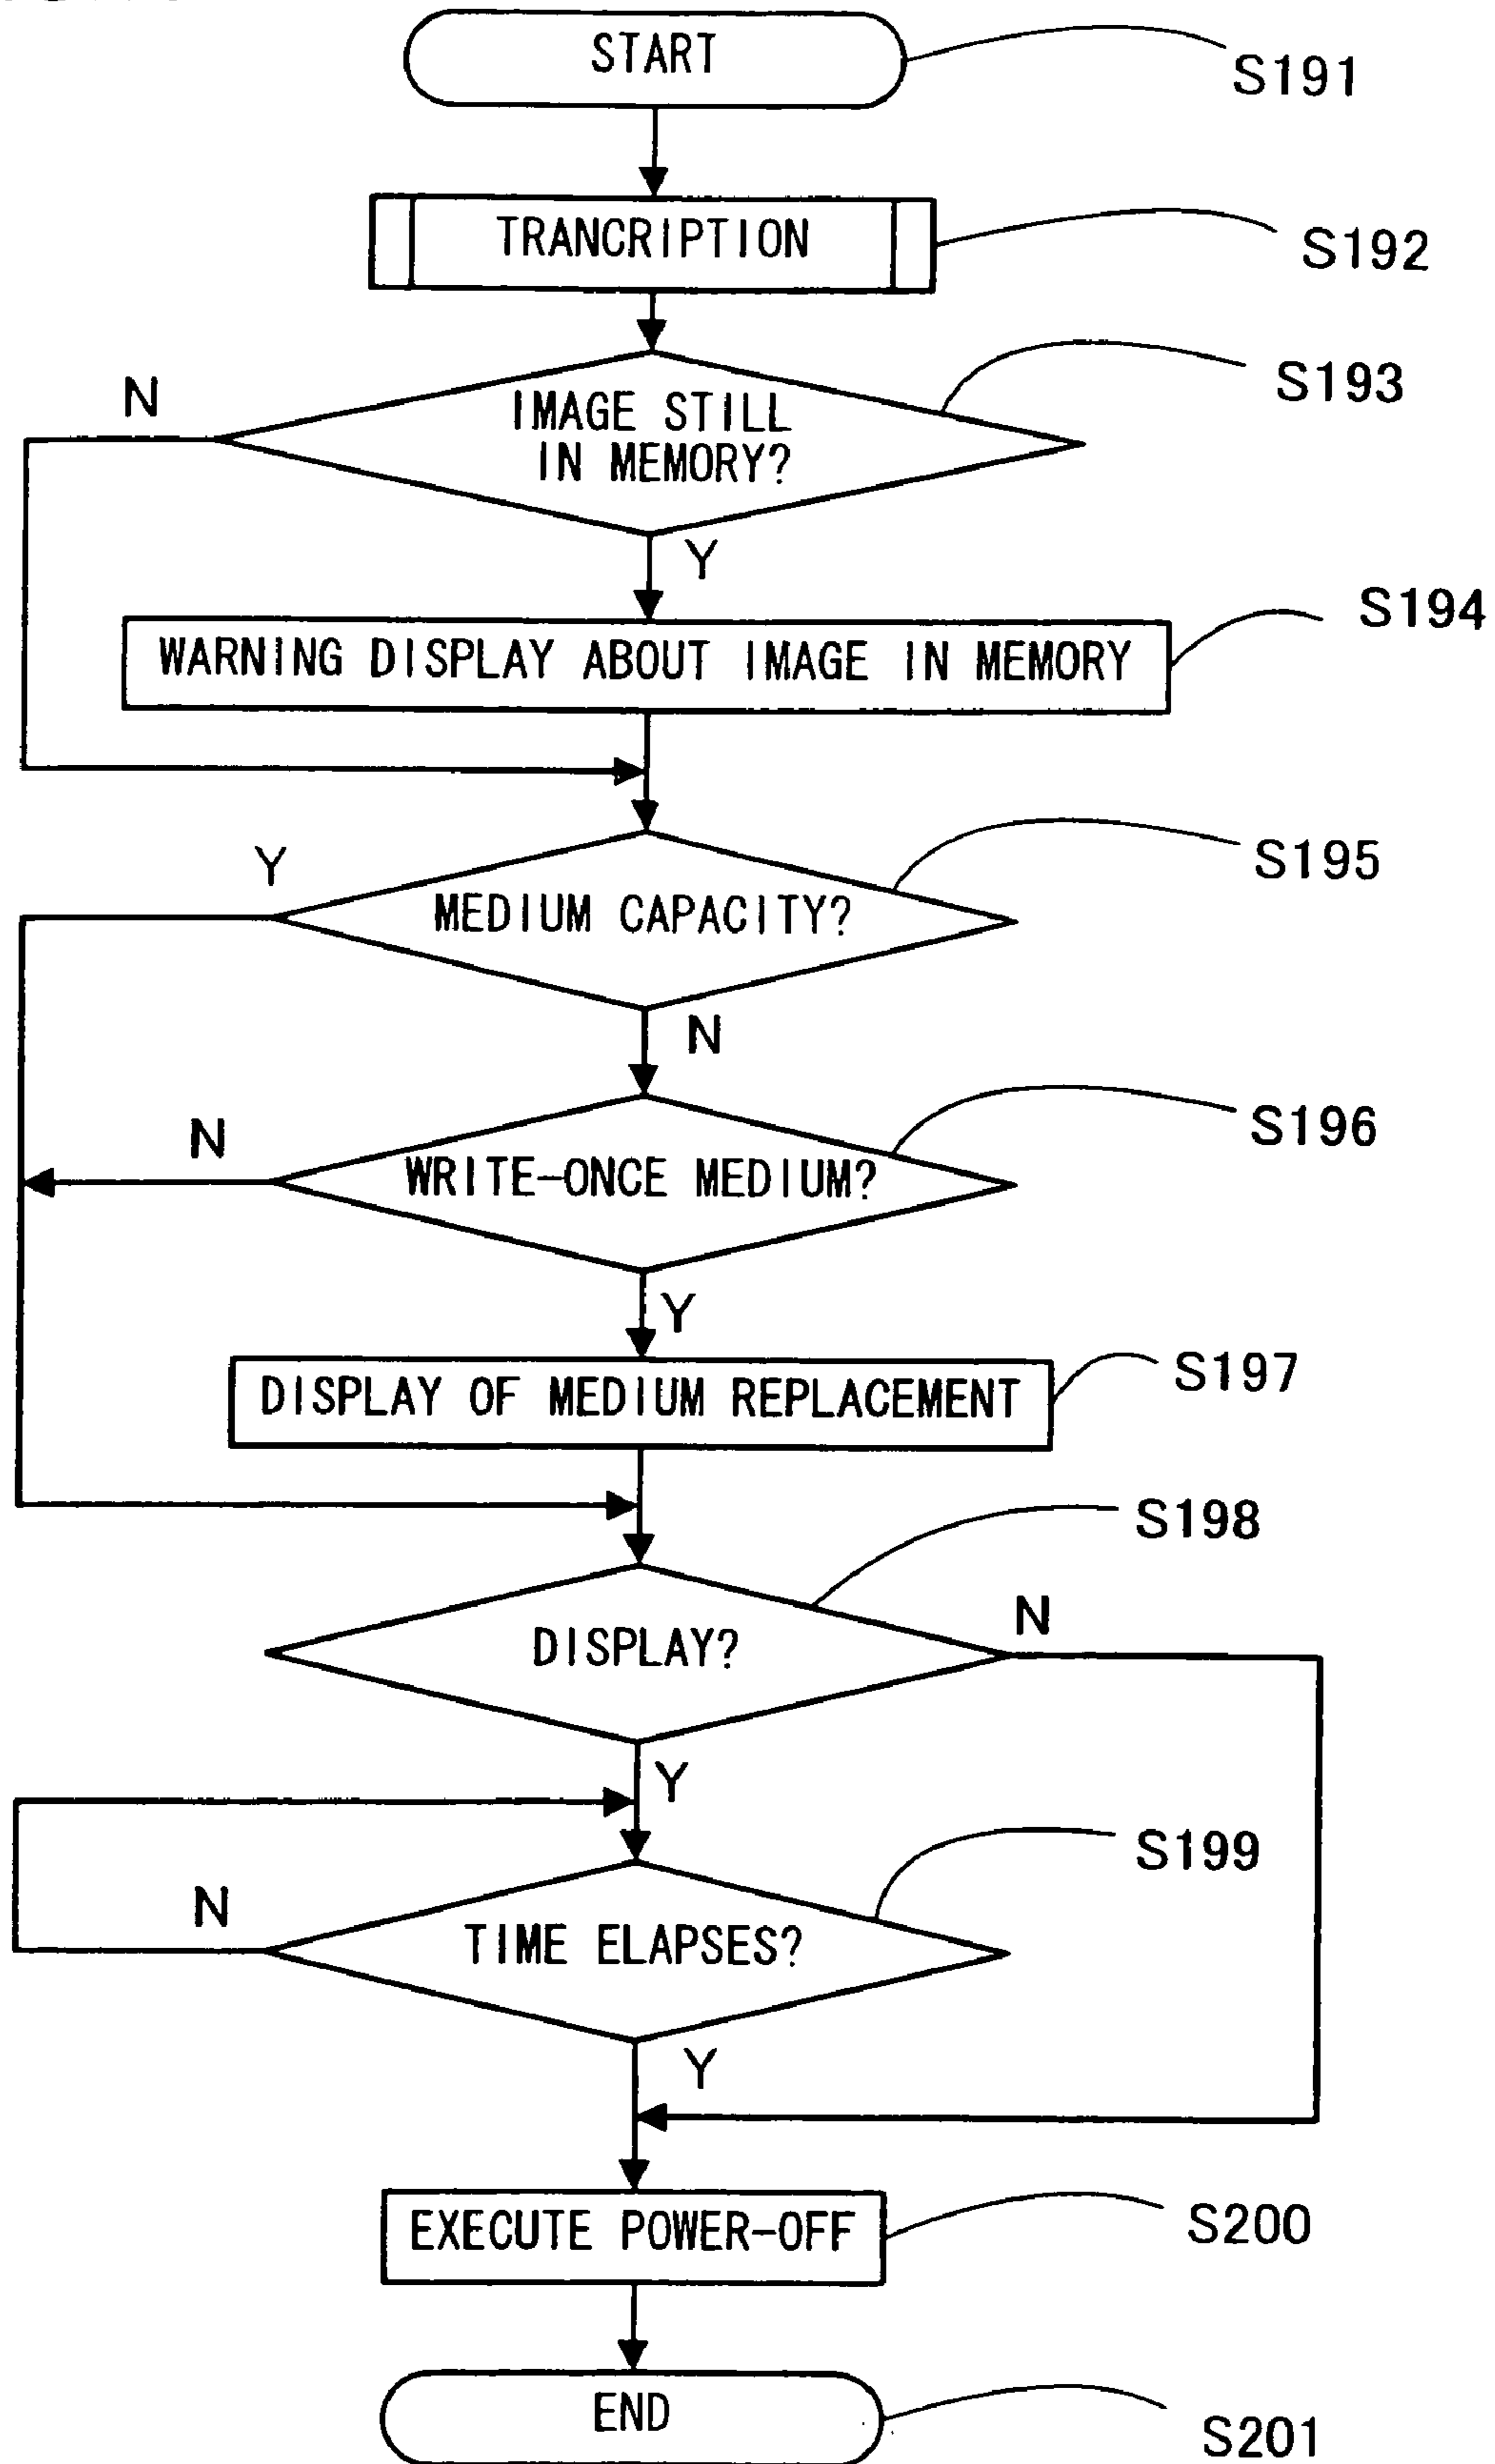 START
S191
TRANCRIPTION
S192
N
IMAGE STILL
IN MEMORY?
S193
Y
WARNING DISPLAY ABOUT IMAGE IN MEMORY
S194
Y
MEDIUM CAPACITY?
S195
N
N
WRITE-ONCE MEDIUM?
S196
Y
DISPLAY OF MEDIUM REPLACEMENT
S197
S198
DISPLAY?
N
Y
N
TIME ELAPSES?
S199
Y
EXECUTE POWER-OFF
S200
END
S201